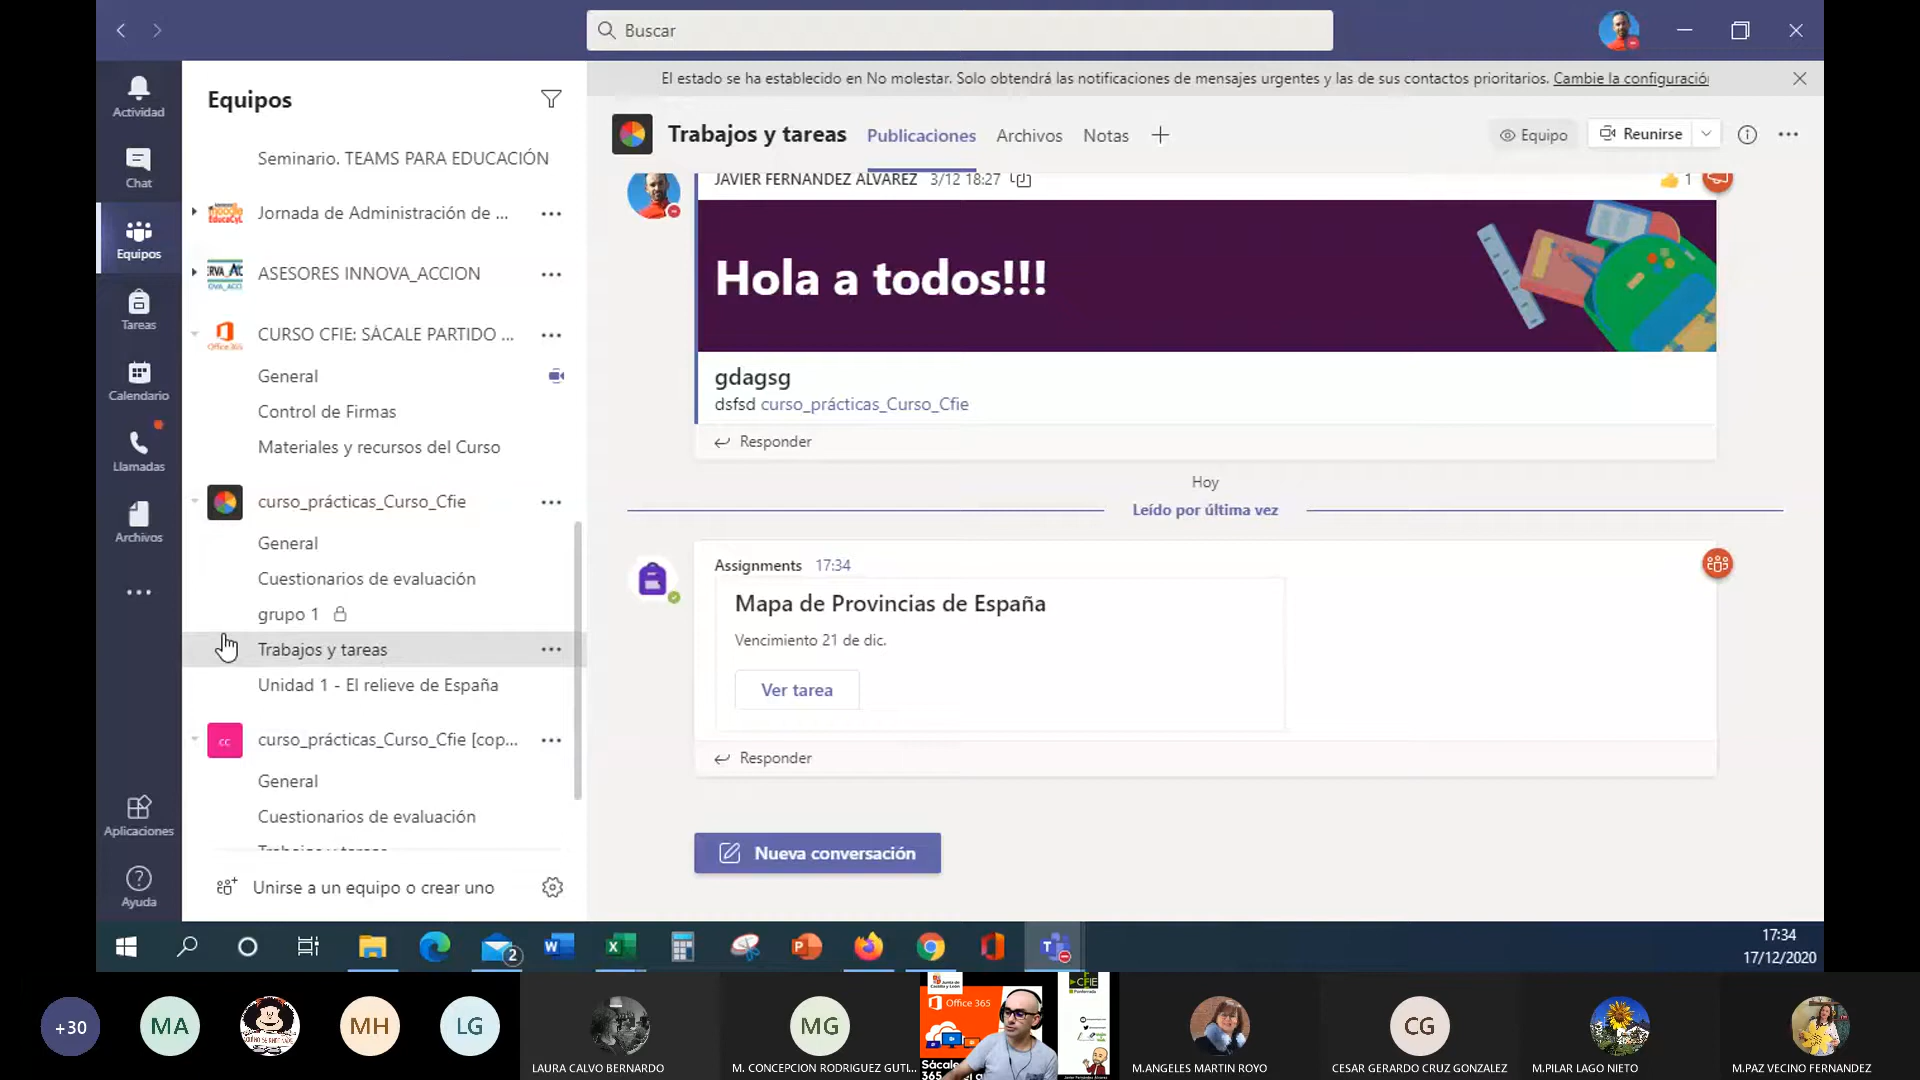 Buscar
El estado se ha establecido en No molestar. Solo obtendrá las notificaciones de mensajes urgentes y las de sus contactos prioritarios. Cambie la configuració
Actividad
Chat
Equipos
Tareas
Calendario
Llamadas
Archivos
Aplicaciones
Ayuda
Equipos
Seminario. TEAMS PARA EDUCACIÓN
Jornada de Administración de ...
ASESORES INNOVA_ACCION
CURSO CFIE: SÁCALE PARTIDO ...
General
Control de Firmas
Materiales y recursos del Curso
curso_prácticas_Curso_Cfie
General
Cuestionarios de evaluación
grupo 1
Trabajos y tareas
Unidad 1 - El relieve de España
cc
curso_prácticas_Curso_Cfie [cop...
General
Cuestionarios de evaluación
Trabajos y tareas
Unirse a un equipo o crear uno
Trabajos y tareas
Publicaciones
Archivos
Notas
Equipo
Reunirse
JAVIER FERNANDEZ ALVAREZ 3/12 18:27
1
Hola a todos!!!
gdagsg
dsfsd curso_prácticas_Curso_Cfie
Responder
Hoy
Leído por última vez
Assignments 17:34
Mapa de Provincias de España
Vencimiento 21 de dic.
Ver tarea
Responder
Nueva conversación
2
17:34
17/12/2020
+30
MA
MH
LG
LAURA CALVO BERNARDO
MG
M. CONCEPCION RODRIGUEZ GUTI...
Office 365
CFIE
M.ANGELES MARTIN ROYO
CG
CESAR GERARDO CRUZ GONZALEZ
M.PILAR LAGO NIETO
M.PAZ VECINO FERNANDEZ